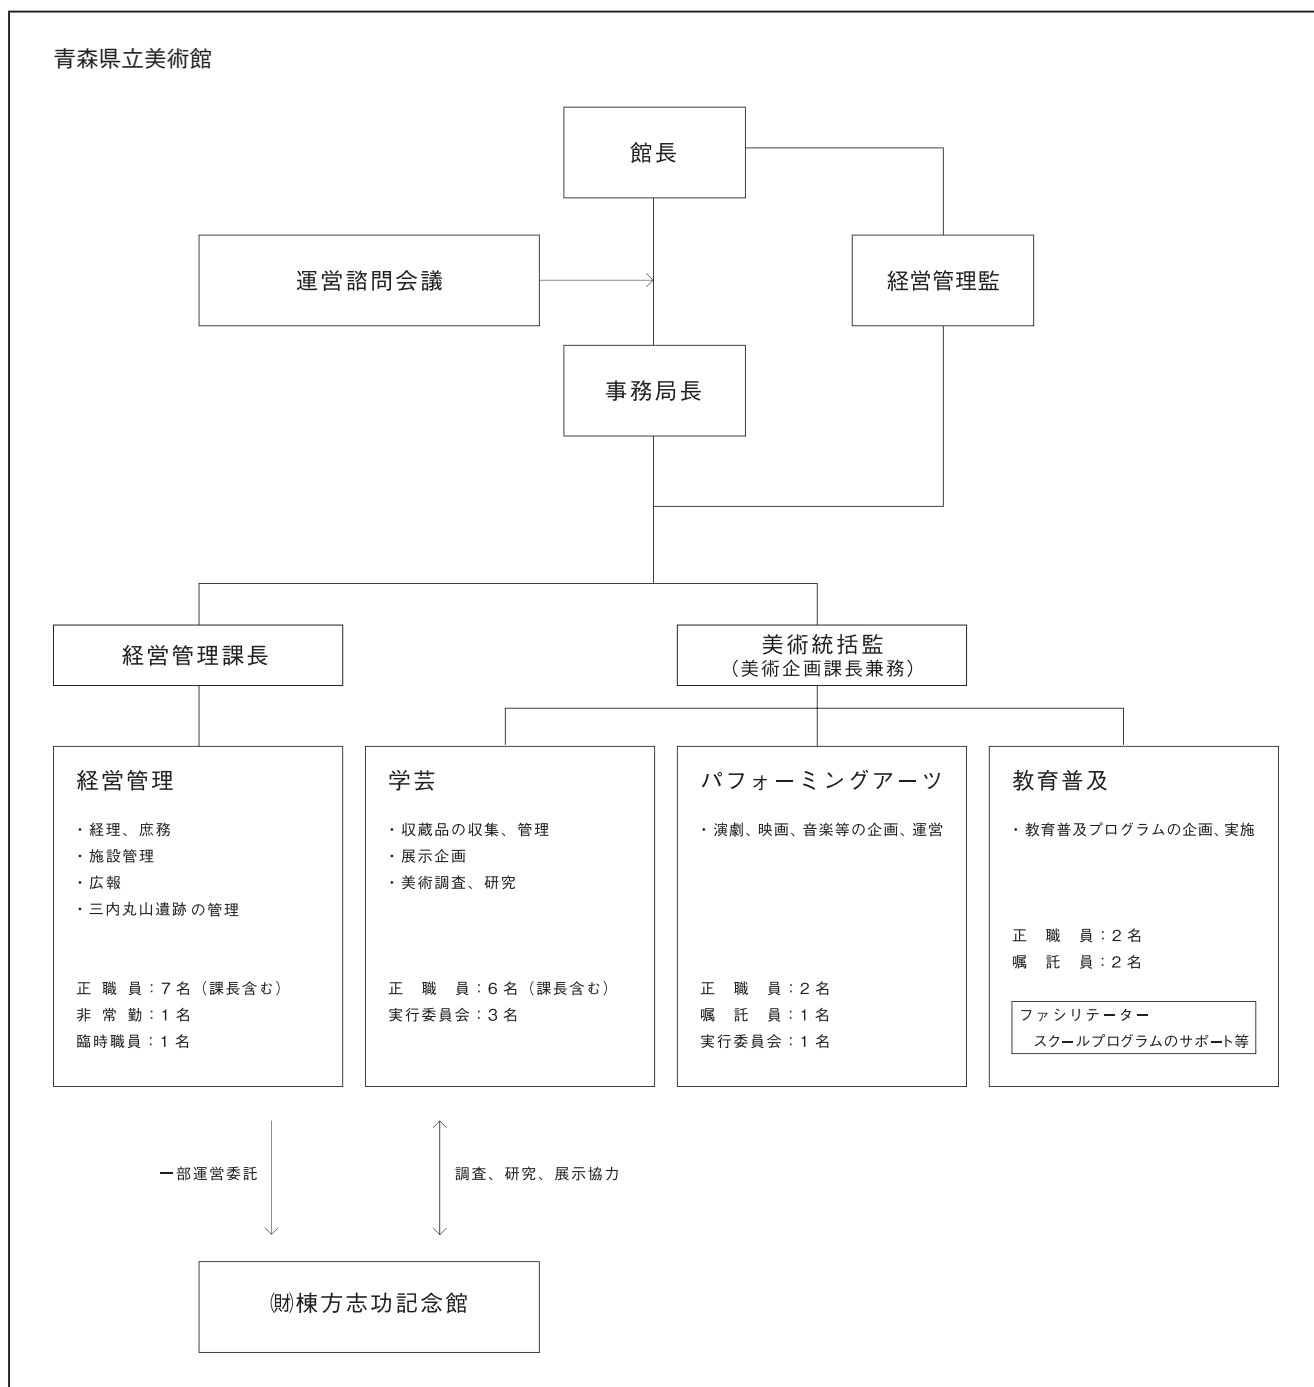 青森県立美術館
館長
運営諮問会議
経営管理監
事務局長
経営管理課長
美術統括監
（美術企画課長兼務）
経営管理
・経理、庶務
・施設管理
・広報
・三内丸山遺跡の管理
正職員：7名（課長含む）
非常勤：1名
臨時職員：1名
学芸
・収蔵品の収集、管理
・展示企画
・美術調査、研究
正職員：6名（課長含む）
実行委員会：3名
パフォーミングアーツ
・演劇、映画、音楽等の企画、運営
正職員：2名
嘱託員：1名
実行委員会：1名
教育普及
・教育普及プログラムの企画、実施
正職員：2名
嘱託員：2名
ファシリテーター
スクールプログラムのサポート等
一部運営委託
調査、研究、展示協力
㈶棟方志功記念館